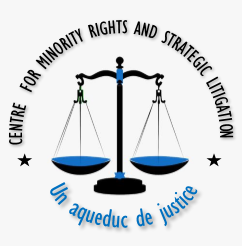 CENTRE FOR MINORITY RIGHTS AND STRATEGIC LITIGATION
Un aqueduc de justice